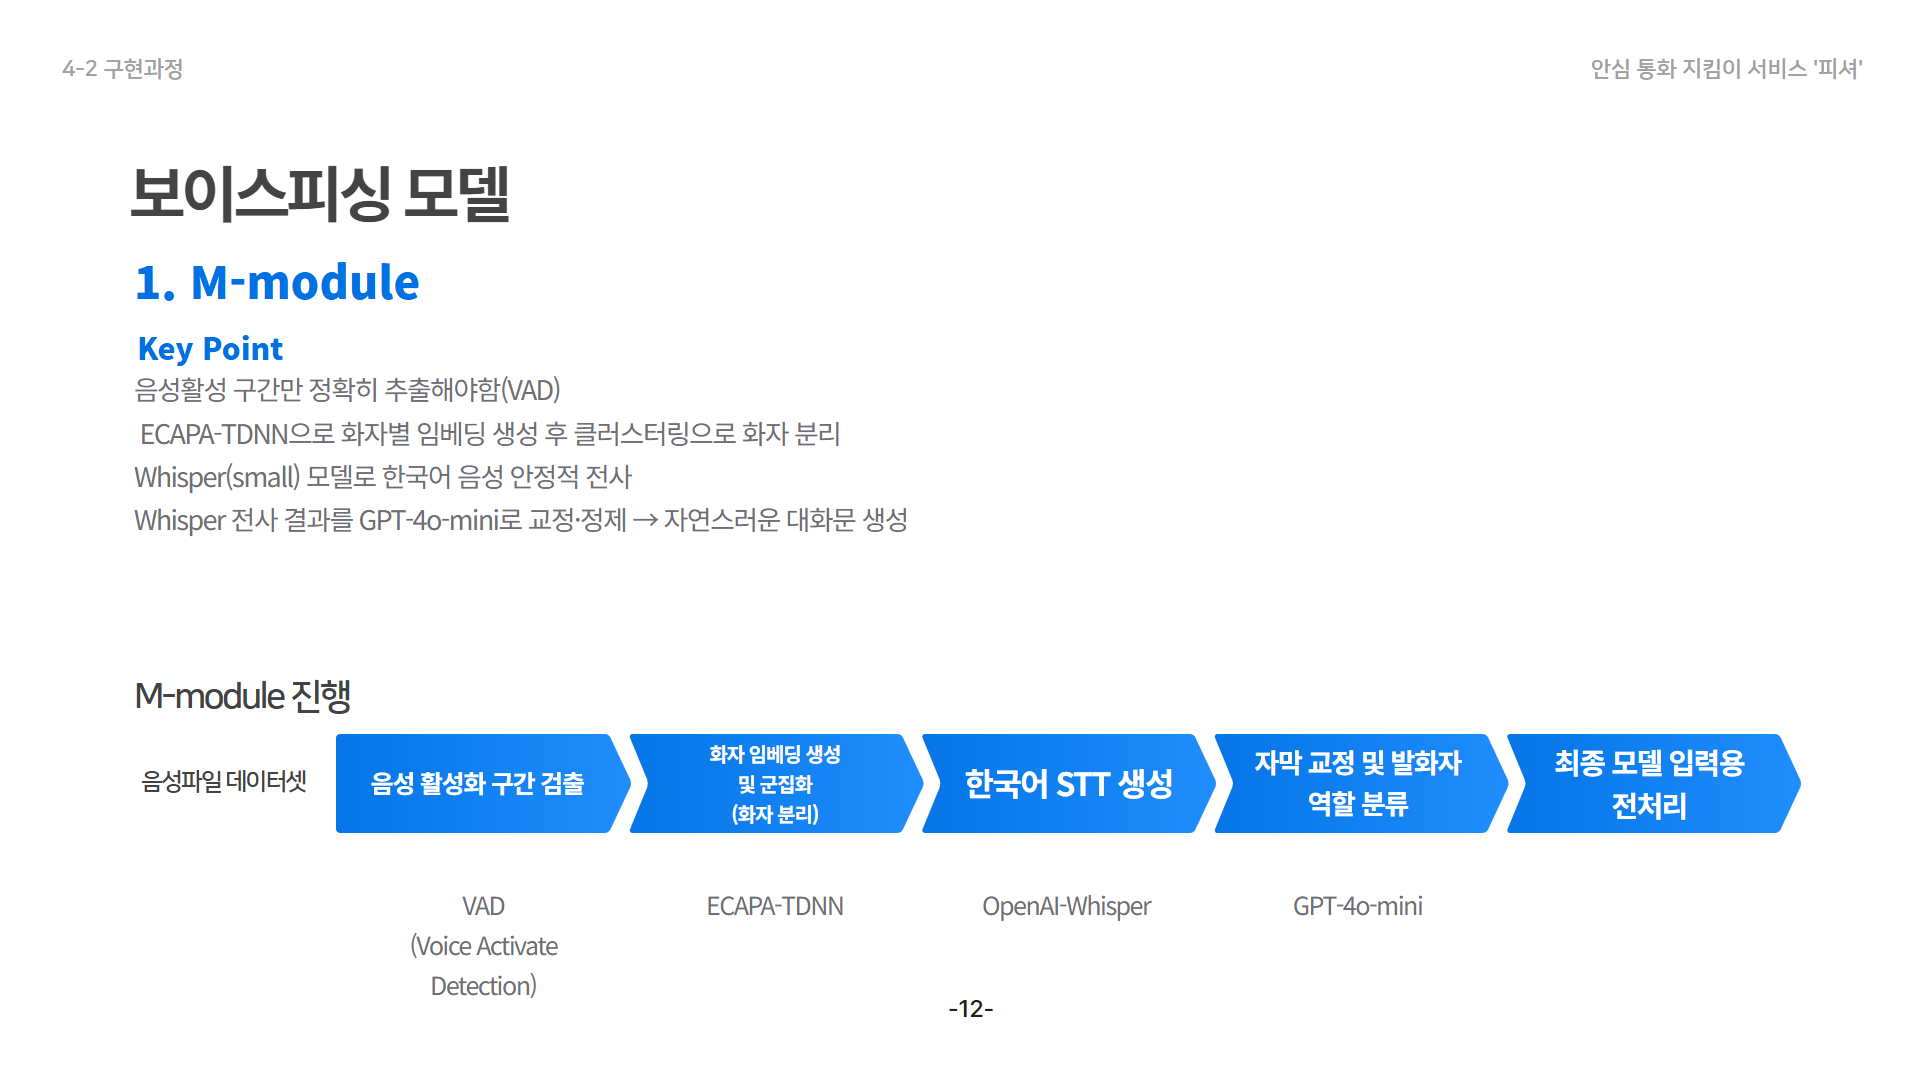 4-2 구현과정
안심 통화 지킴이 서비스 '피셔'
보이스피싱 모델
1. M-module
Key Point
음성활성 구간만 정확히 추출해야함(VAD)
ECAPA-TDNN으로 화자별 임베딩 생성 후 클러스터링으로 화자 분리
Whisper(small) 모델로 한국어 음성 안정적 전사
Whisper 전사 결과를 GPT-4o-mini로 교정·정제 → 자연스러운 대화문 생성
M-module 진행
음성파일 데이터셋
음성 활성화 구간 검출
화자 임베딩 생성
및 군집화
(화자 분리)
한국어 STT 생성
자막 교정 및 발화자
역할 분류
최종 모델 입력용
전처리
VAD
(Voice Activate
Detection)
ECAPA-TDNN
OpenAI-Whisper
GPT-4o-mini
-12-